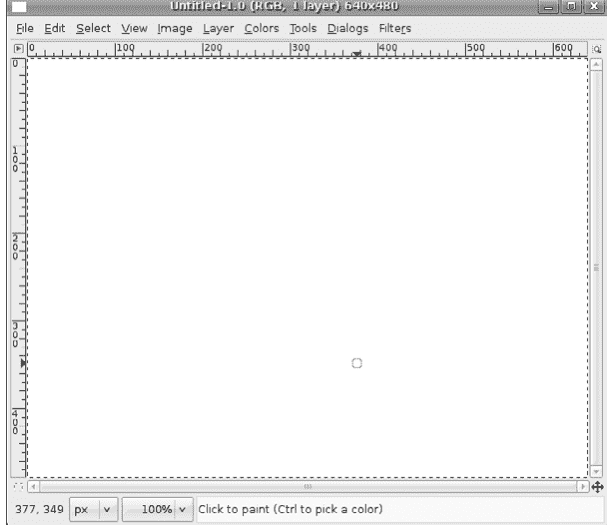 Untitled-1.0 (RGB, 1 layer) 640x480
File Edit Select View Image Layer Colors Tools Dialogs Filters
0 100 200 300 400 500 600
0
100
200
300
400
377, 349 px 100% Click to paint (Ctrl to pick a color)